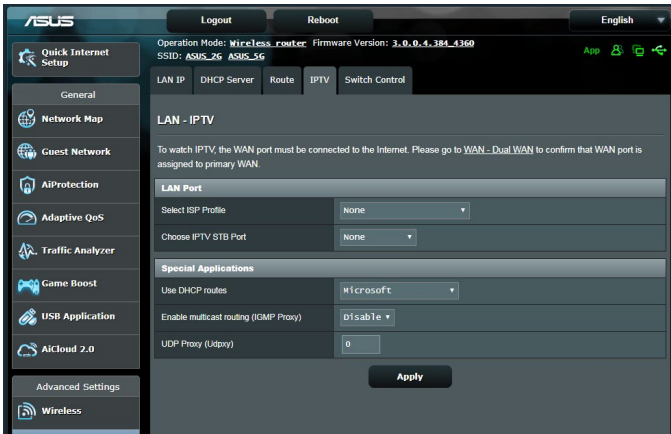 ASUS
Logout
Reboot
English
Quick Internet
Setup
Operation Mode: Wireless router Firmware Version: 3.0.0.4.384_4360
SSID: ASUS_2G ASUS_5G
App
LAN IP DHCP Server Route IPTV Switch Control
General
Network Map
Guest Network
AiProtection
Adaptive QoS
Traffic Analyzer
Game Boost
USB Application
AiCloud 2.0
Advanced Settings
Wireless
LAN - IPTV
To watch IPTV, the WAN port must be connected to the Internet. Please go to WAN - Dual WAN to confirm that WAN port is
assigned to primary WAN.
LAN Port
Select ISP Profile None
Choose IPTV STB Port None
Special Applications
Use DHCP routes Microsoft
Enable multicast routing (IGMP Proxy) Disable
UDP Proxy (Udpxy) 0
Apply